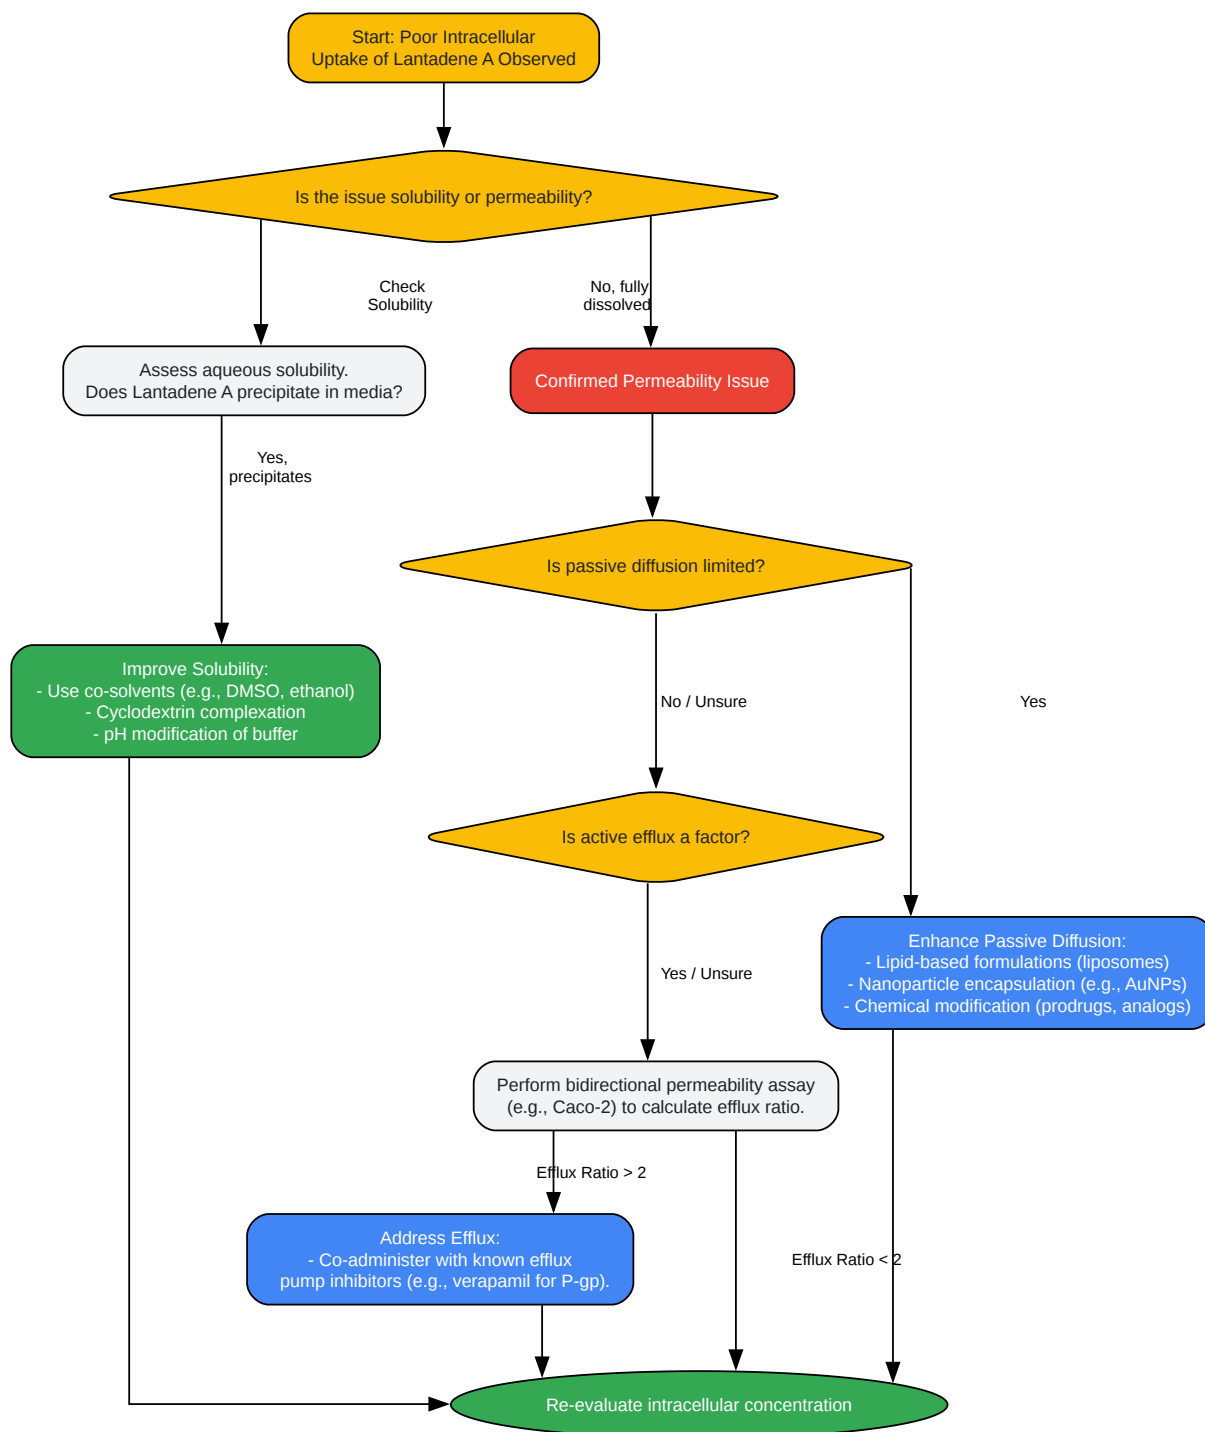 Start: Poor Intracellular
Uptake of Lantadene A Observed
Is the issue solubility or permeability?
Check
Solubility
No, fully
dissolved
Assess aqueous solubility.
Does Lantadene A precipitate in media?
Confirmed Permeability Issue
Yes,
precipitates
Is passive diffusion limited?
Improve Solubility:
- Use co-solvents (e.g., DMSO, ethanol)
- Cyclodextrin complexation
- pH modification of buffer
No / Unsure
Yes
Is active efflux a factor?
Yes / Unsure
Enhance Passive Diffusion:
- Lipid-based formulations (liposomes)
- Nanoparticle encapsulation (e.g., AuNPs)
- Chemical modification (prodrugs, analogs)
Perform bidirectional permeability assay
(e.g., Caco-2) to calculate efflux ratio.
Efflux Ratio > 2
Address Efflux:
- Co-administer with known efflux
pump inhibitors (e.g., verapamil for P-gp).
Efflux Ratio < 2
Re-evaluate intracellular concentration